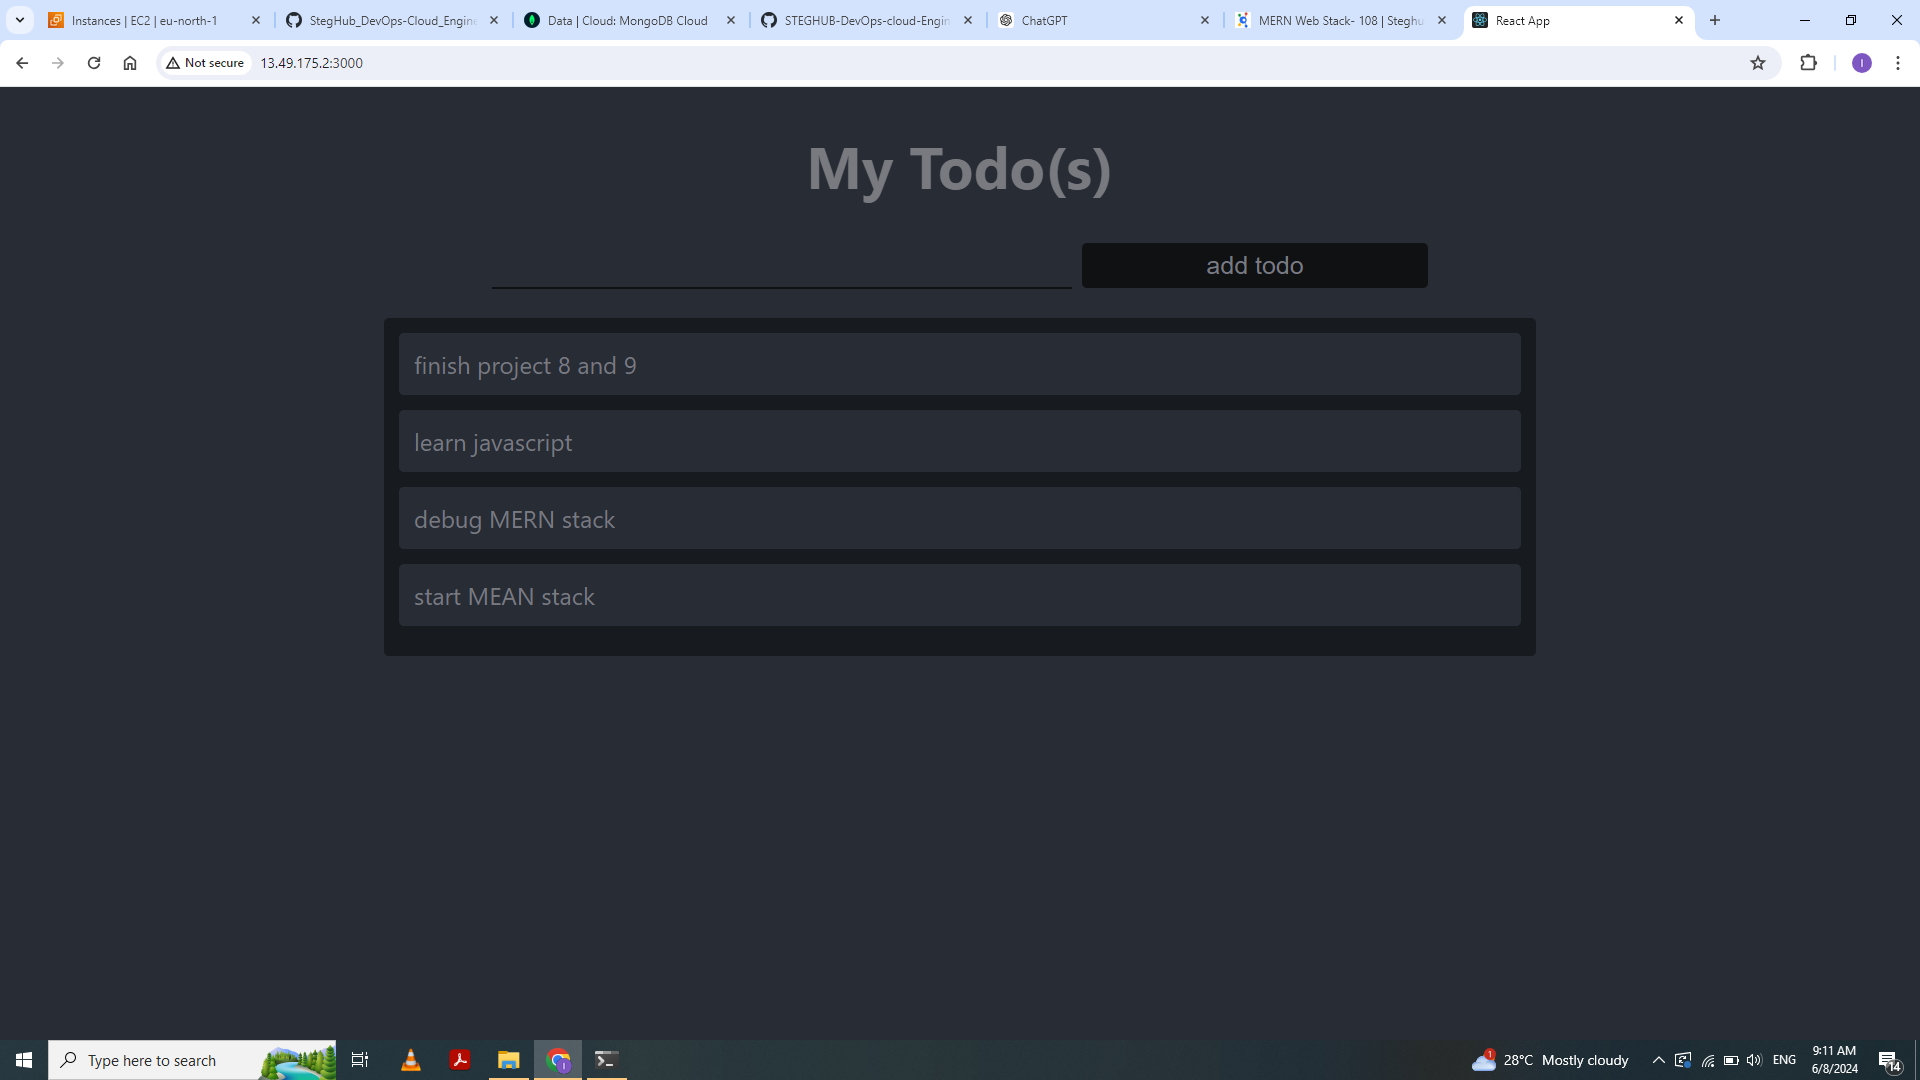 Instances | EC2 | eu-north-1
StegHub_DevOps-Cloud_Engine
Data | Cloud: MongoDB Cloud
STEGHUB-DevOps-cloud-Engin
ChatGPT
MERN Web Stack- 108 | Steghu
React App
Not secure
13.49.175.2:3000
I
My Todo(s)
add todo
finish project 8 and 9
learn javascript
debug MERN stack
start MEAN stack
Type here to search
1
28°C Mostly cloudy
ENG
9:11 AM
6/8/2024
14